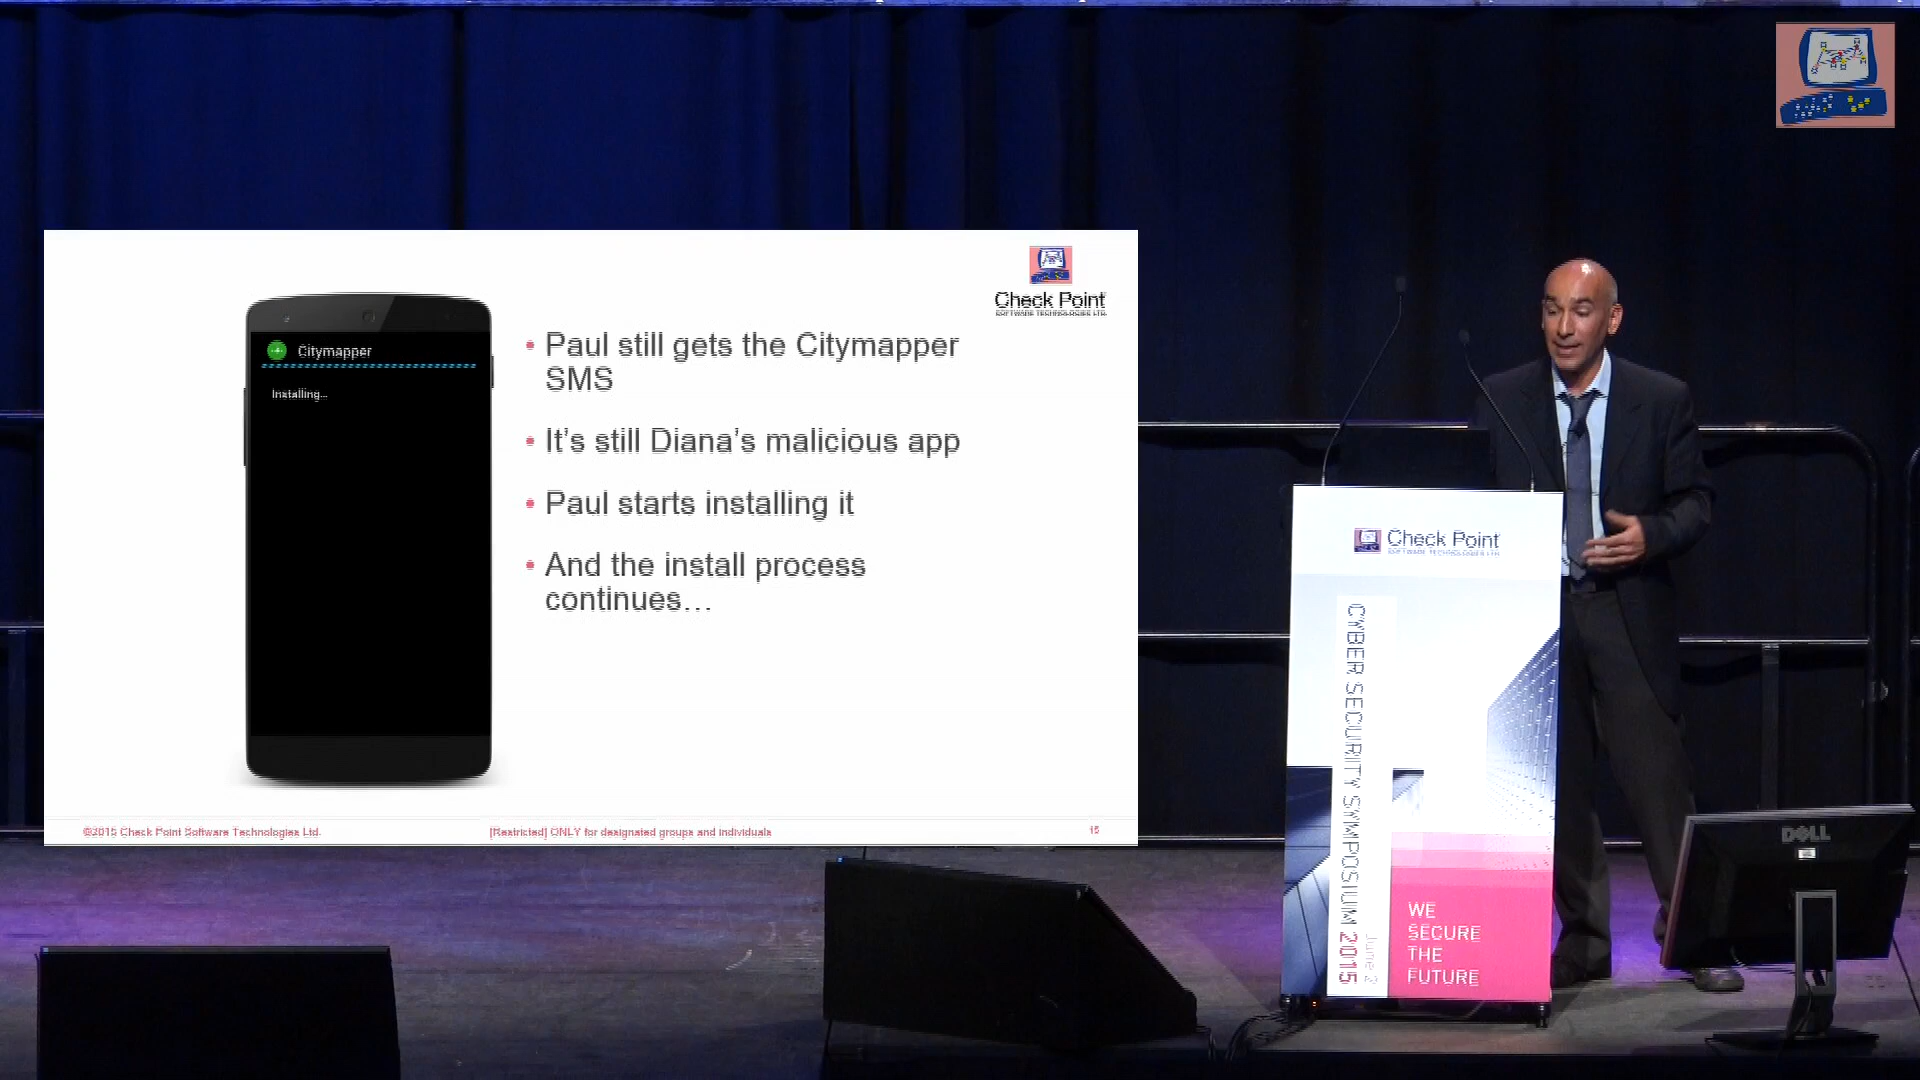 Check Point
SOFTWARE TECHNOLOGIES LTD.
Citymapper
Installing...
• Paul still gets the Citymapper
SMS
• It's still Diana's malicious app
• Paul starts installing it
• And the install process
continues…
©2015 Check Point Software Technologies Ltd.
[Restricted] ONLY for designated groups and individuals
15
Check Point
SOFTWARE TECHNOLOGIES LTD.
CYBER SECURITY SYMPOSIUM 2015
WE
SECURE
THE
FUTURE
DELL